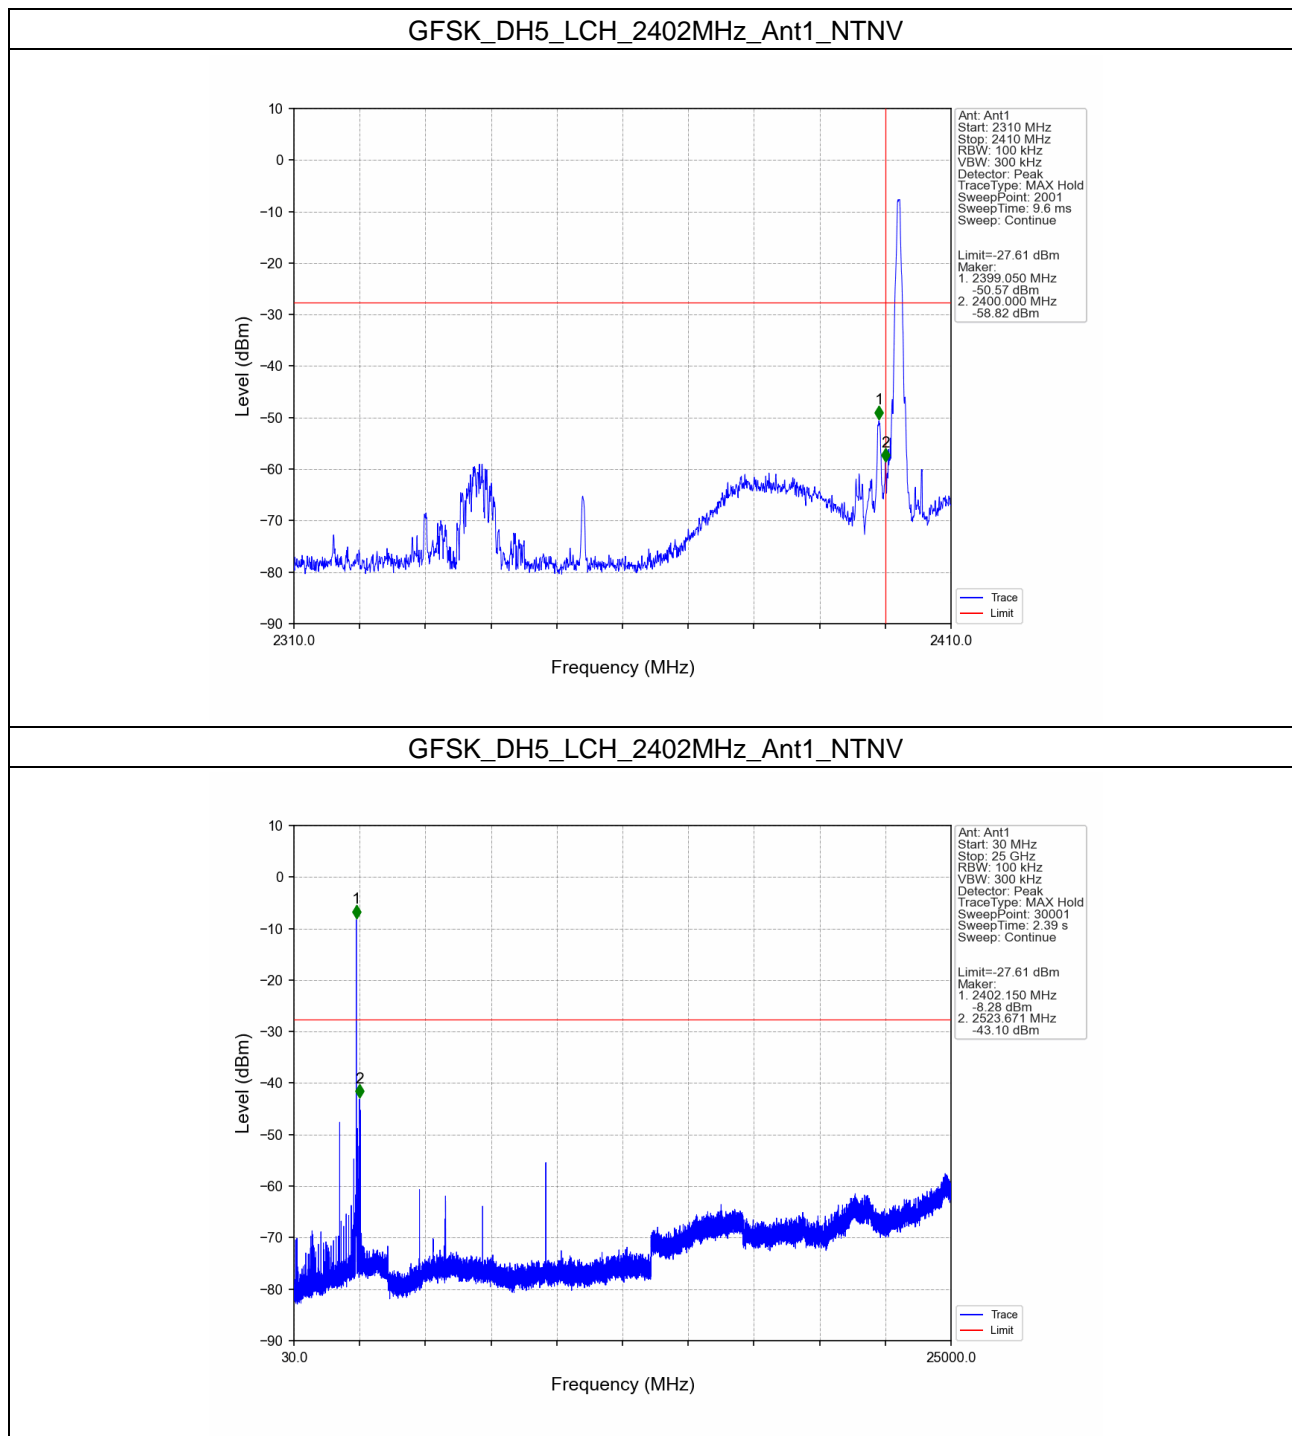 GFSK_DH5_LCH_2402MHz_Ant1_NTNV
10
0
−10
−20
−30
−40
−50
−60
−70
−80
−90
Level (dBm)
2310.0
2410.0
Frequency (MHz)
1
2
Ant: Ant1
Start: 2310 MHz
Stop: 2410 MHz
RBW: 100 kHz
VBW: 300 kHz
Detector: Peak
TraceType: MAX Hold
SweepPoint: 2001
SweepTime: 9.6 ms
Sweep: Continue
Limit=-27.61 dBm
Maker:
1. 2399.050 MHz
-50.57 dBm
2. 2400.000 MHz
-58.82 dBm
Trace
Limit
GFSK_DH5_LCH_2402MHz_Ant1_NTNV
10
0
−10
−20
−30
−40
−50
−60
−70
−80
−90
Level (dBm)
30.0
25000.0
Frequency (MHz)
1
2
Ant: Ant1
Start: 30 MHz
Stop: 25 GHz
RBW: 100 kHz
VBW: 300 kHz
Detector: Peak
TraceType: MAX Hold
SweepPoint: 30001
SweepTime: 2.39 s
Sweep: Continue
Limit=-27.61 dBm
Maker:
1. 2402.150 MHz
-8.28 dBm
2. 2523.671 MHz
-43.10 dBm
Trace
Limit